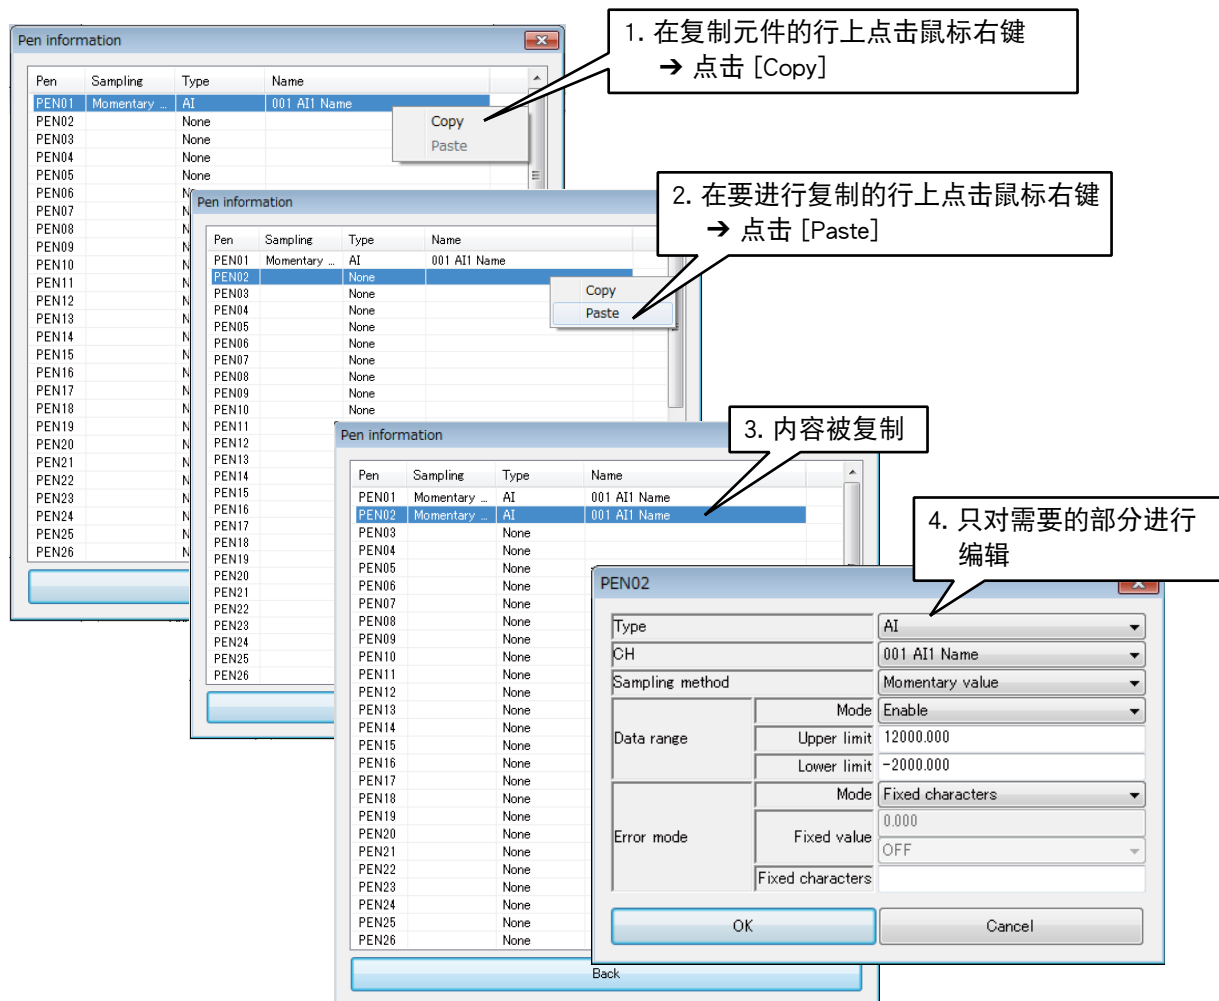 1. 在复制元件的行上点击鼠标右键
➔ 点击 [Copy]
Pen information
Pen Sampling Type Name
PEN01 Momentary ... AI 001 AI1 Name
PEN02 None
PEN03 None
PEN04 None
PEN05 None
PEN06 N
PEN07 N
PEN08 N
PEN09 N
PEN10 N
PEN11 N
PEN12 N
PEN13 N
PEN14 N
PEN15 N
PEN16 N
PEN17 N
PEN18 N
PEN19 N
PEN20 N
PEN21 N
PEN22 N
PEN23 N
PEN24 N
PEN25 N
PEN26 N
Copy
Paste
2. 在要进行复制的行上点击鼠标右键
➔ 点击 [Paste]
Pen information
Pen Sampling Type Name
PEN01 Momentary ... AI 001 AI1 Name
PEN02 None
PEN03 None
PEN04 None
PEN05 None
PEN06 None
PEN07 None
PEN08 None
PEN09 None
PEN10 None
PEN11
PEN12
PEN13
PEN14
PEN15
PEN16
PEN17
PEN18
PEN19
PEN20
PEN21
PEN22
PEN23
PEN24
PEN25
PEN26
Copy
Paste
3. 内容被复制
Pen information
Pen Sampling Type Name
PEN01 Momentary ... AI 001 AI1 Name
PEN02 Momentary ... AI 001 AI1 Name
PEN03 None
PEN04 None
PEN05 None
PEN06 None
PEN07 None
PEN08 None
PEN09 None
PEN10 None
PEN11 None
PEN12 None
PEN13 None
PEN14 None
PEN15 None
PEN16 None
PEN17 None
PEN18 None
PEN19 None
PEN20 None
PEN21 None
PEN22 None
PEN23 None
PEN24 None
PEN25 None
PEN26 None
Back
4. 只对需要的部分进行
编辑
PEN02
Type AI
CH 001 AI1 Name
Sampling method Momentary value
Mode Enable
Data range Upper limit 12000.000
Lower limit -2000.000
Mode Fixed characters
0.000
Error mode Fixed value
OFF
Fixed characters
OK Cancel